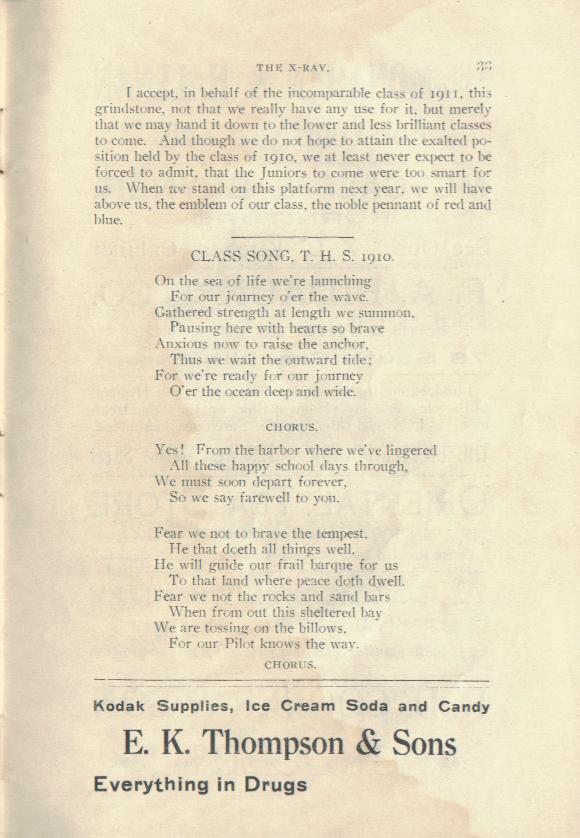 THE X-RAY. 33
I accept, in behalf of the incomparable class of 1911, this
grindstone, not that we really have any use for it, but merely
that we may hand it down to the lower and less brilliant classes
to come. And though we do not hope to attain the exalted po-
sition held by the class of 1910, we at least never expect to be
forced to admit, that the Juniors to come were too smart for
us. When we stand on this platform next year, we will have
above us, the emblem of our class, the noble pennant of red and
blue.
CLASS SONG, T. H. S. 1910.
On the sea of life we're launching
For our journey o'er the wave.
Gathered strength at length we summon,
Pausing here with hearts so brave
Anxious now to raise the anchor,
Thus we wait the outward tide;
For we're ready for our journey
O'er the ocean deep and wide.
CHORUS.
Yes! From the harbor where we've lingered
All these happy school days through,
We must soon depart forever,
So we say farewell to you.
Fear we not to brave the tempest,
He that doeth all things well,
He will guide our frail barque for us
To that land where peace doth dwell.
Fear we not the rocks and sand bars
When from out this sheltered bay
We are tossing on the billows,
For our Pilot knows the way.
CHORUS.
Kodak Supplies, Ice Cream Soda and Candy
E. K. Thompson & Sons
Everything in Drugs